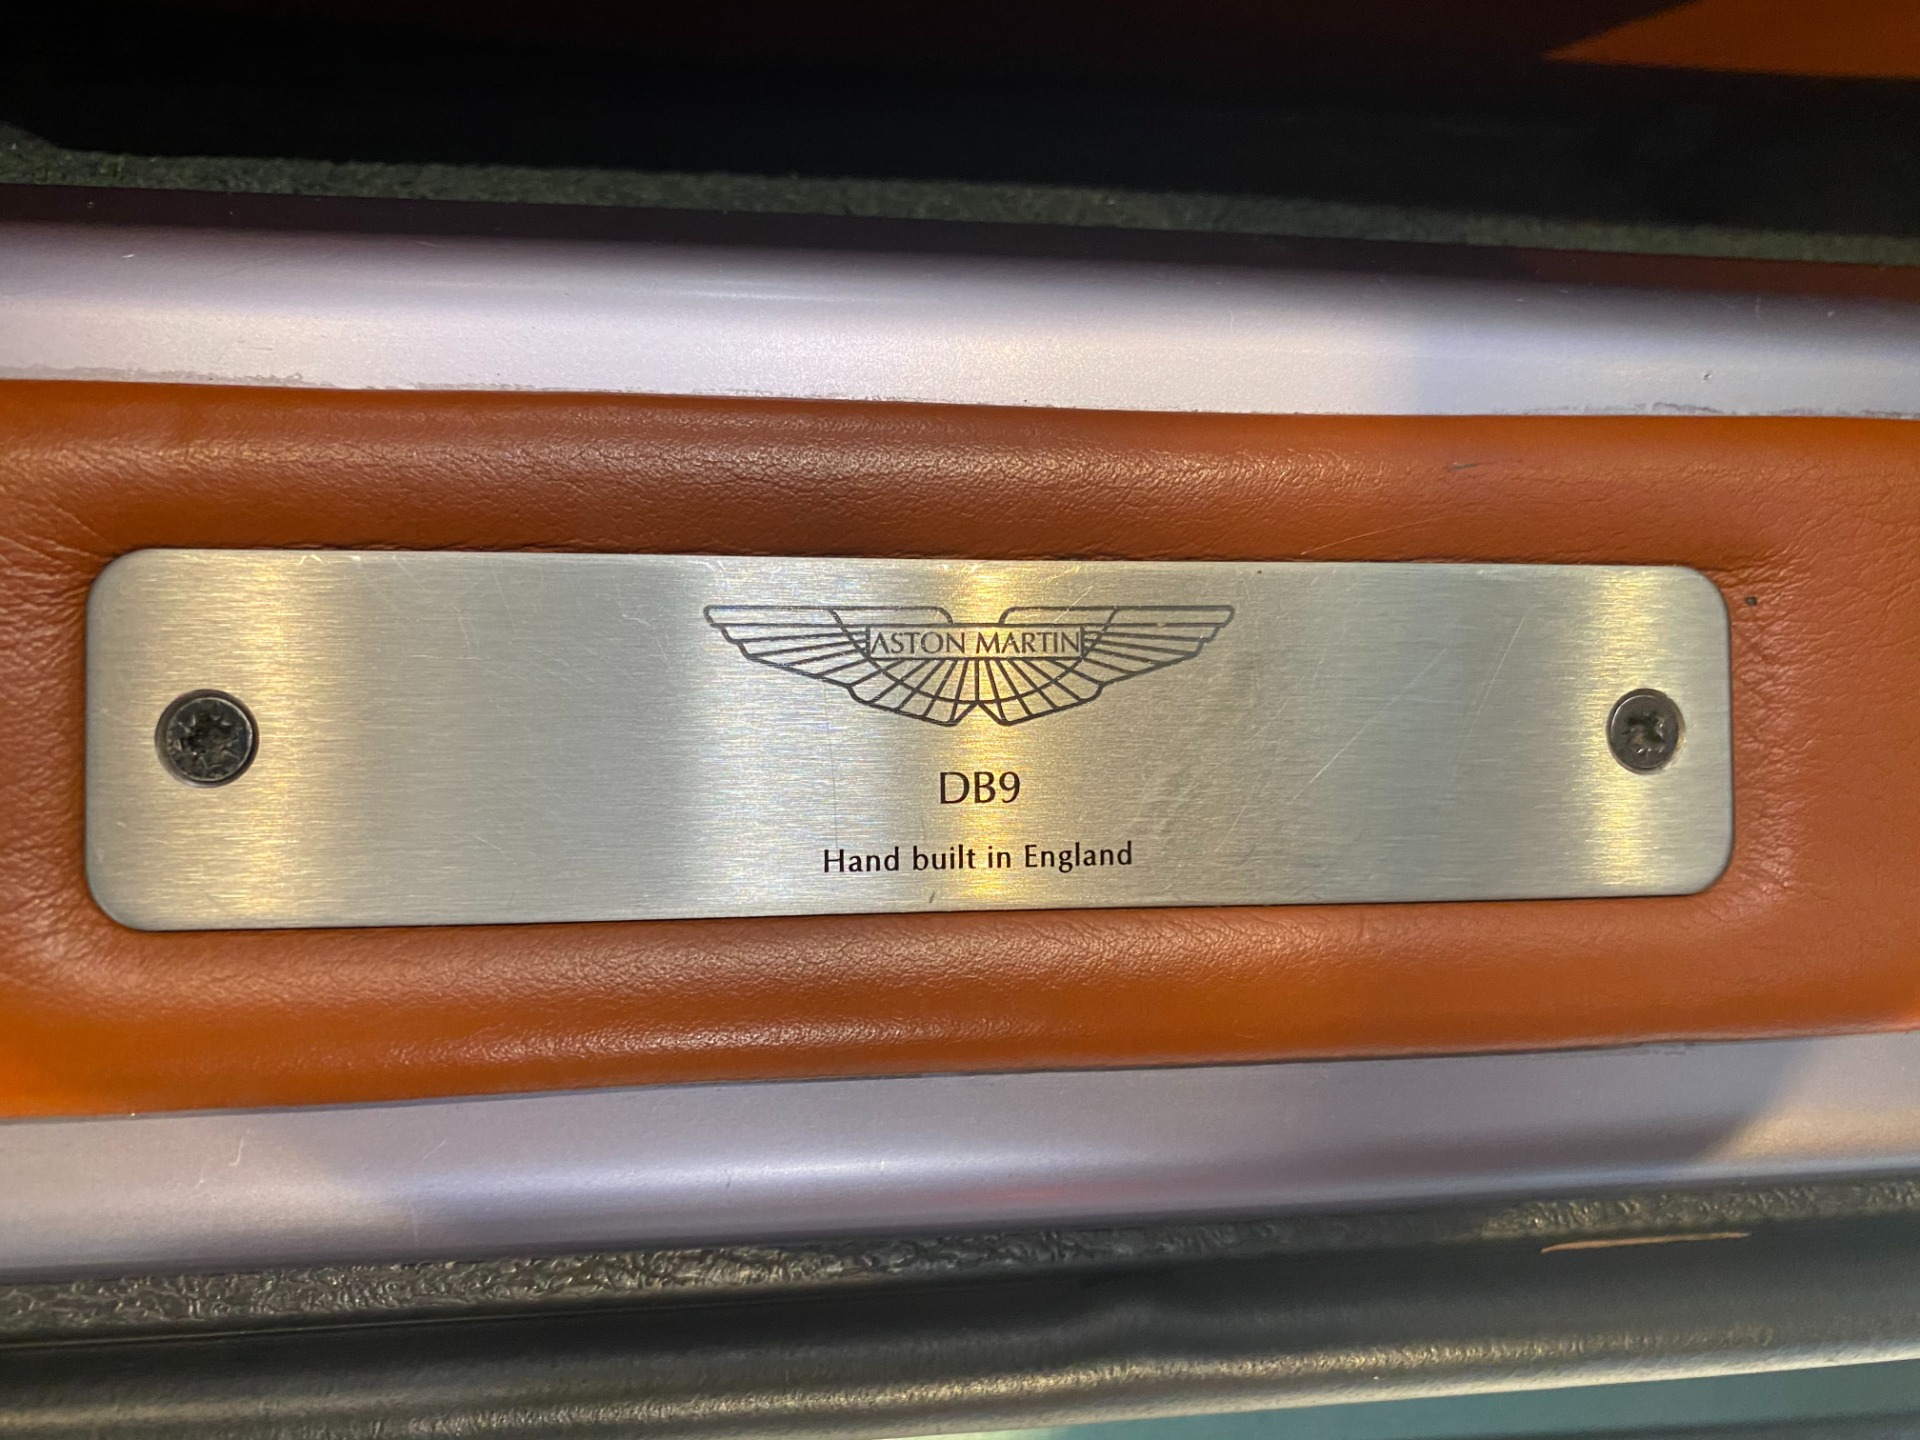 ASTON MARTIN
DB9
Hand built in England